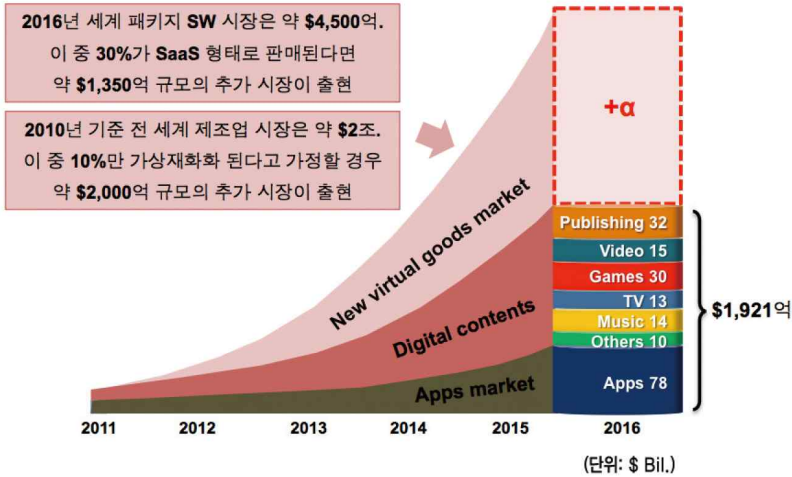 2016년 세계 패키지 SW 시장은 약 $4,500억.
이 중 30%가 SaaS 형태로 판매된다면
약 $1,350억 규모의 추가 시장이 출현
2010년 기준 전 세계 제조업 시장은 약 $2조.
이 중 10%만 가상재화화 된다고 가정할 경우
약 $2,000억 규모의 추가 시장이 출현
+α
New virtual goods market
Digital contents
Apps market
Publishing 32
Video 15
Games 30
TV 13
Music 14
Others 10
Apps 78
$1,921억
2011 2012 2013 2014 2015 2016
(단위: $ Bil.)